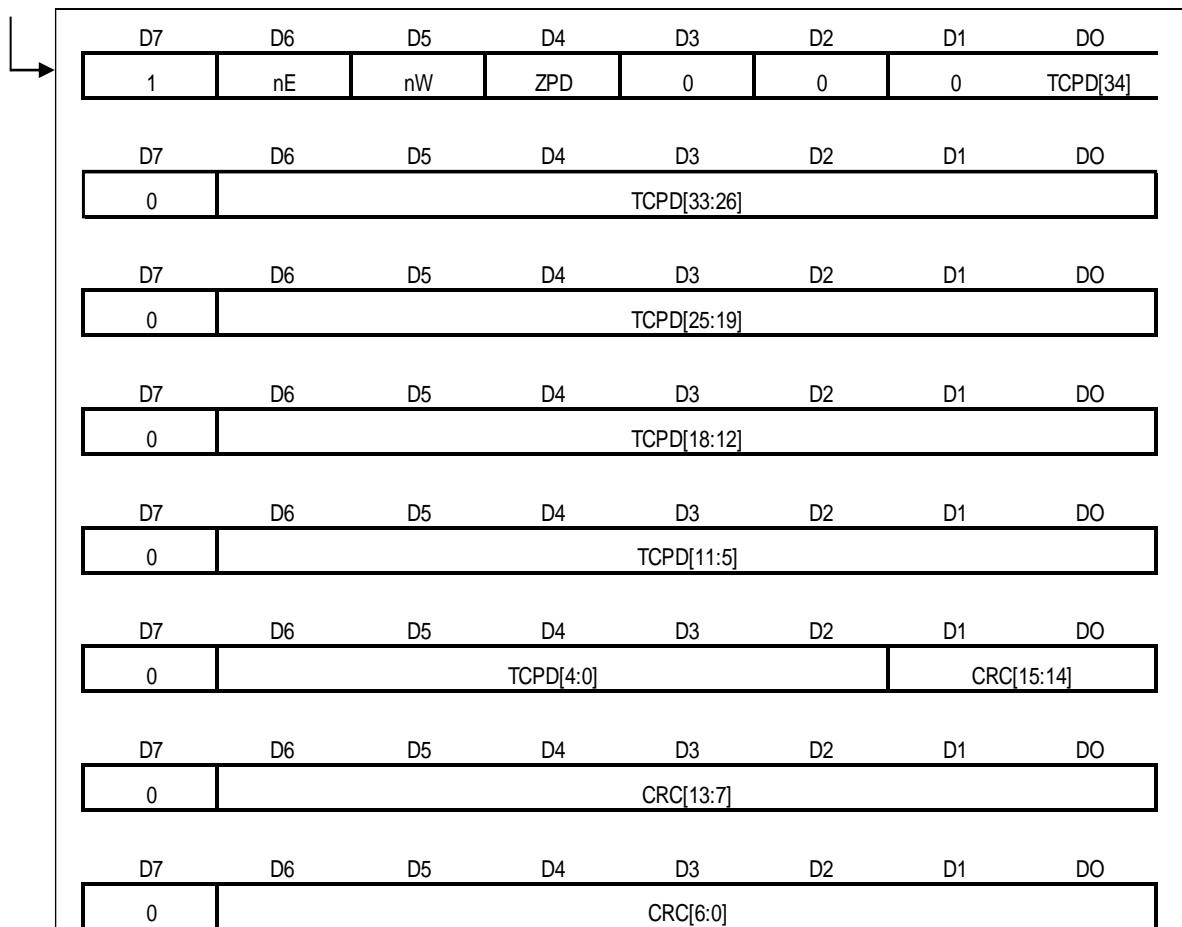 D7 D6 D5 D4 D3 D2 D1 DO
1 nE nW ZPD 0 0 0 TCPD[34]
D7 D6 D5 D4 D3 D2 D1 DO
0 TCPD[33:26]
D7 D6 D5 D4 D3 D2 D1 DO
0 TCPD[25:19]
D7 D6 D5 D4 D3 D2 D1 DO
0 TCPD[18:12]
D7 D6 D5 D4 D3 D2 D1 DO
0 TCPD[11:5]
D7 D6 D5 D4 D3 D2 D1 DO
0 TCPD[4:0] CRC[15:14]
D7 D6 D5 D4 D3 D2 D1 DO
0 CRC[13:7]
D7 D6 D5 D4 D3 D2 D1 DO
0 CRC[6:0]